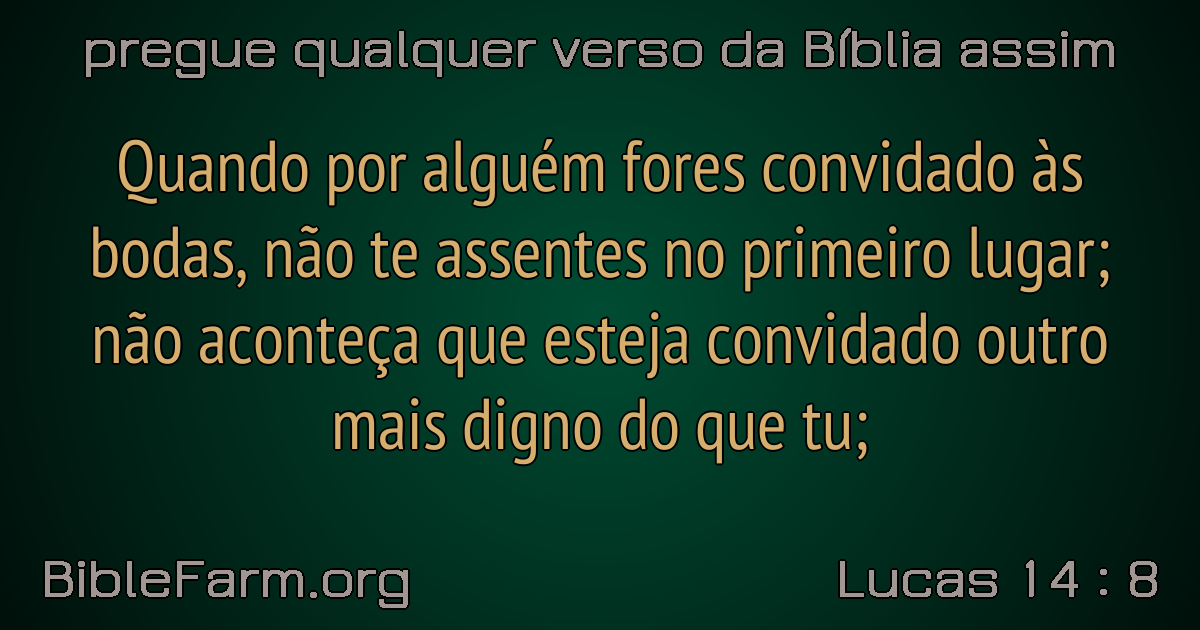 pregue qualquer verso da Bíblia assim
Quando por alguém fores convidado às
bodas, não te assentes no primeiro lugar;
não aconteça que esteja convidado outro
mais digno do que tu;
BibleFarm.org
Lucas 14 : 8